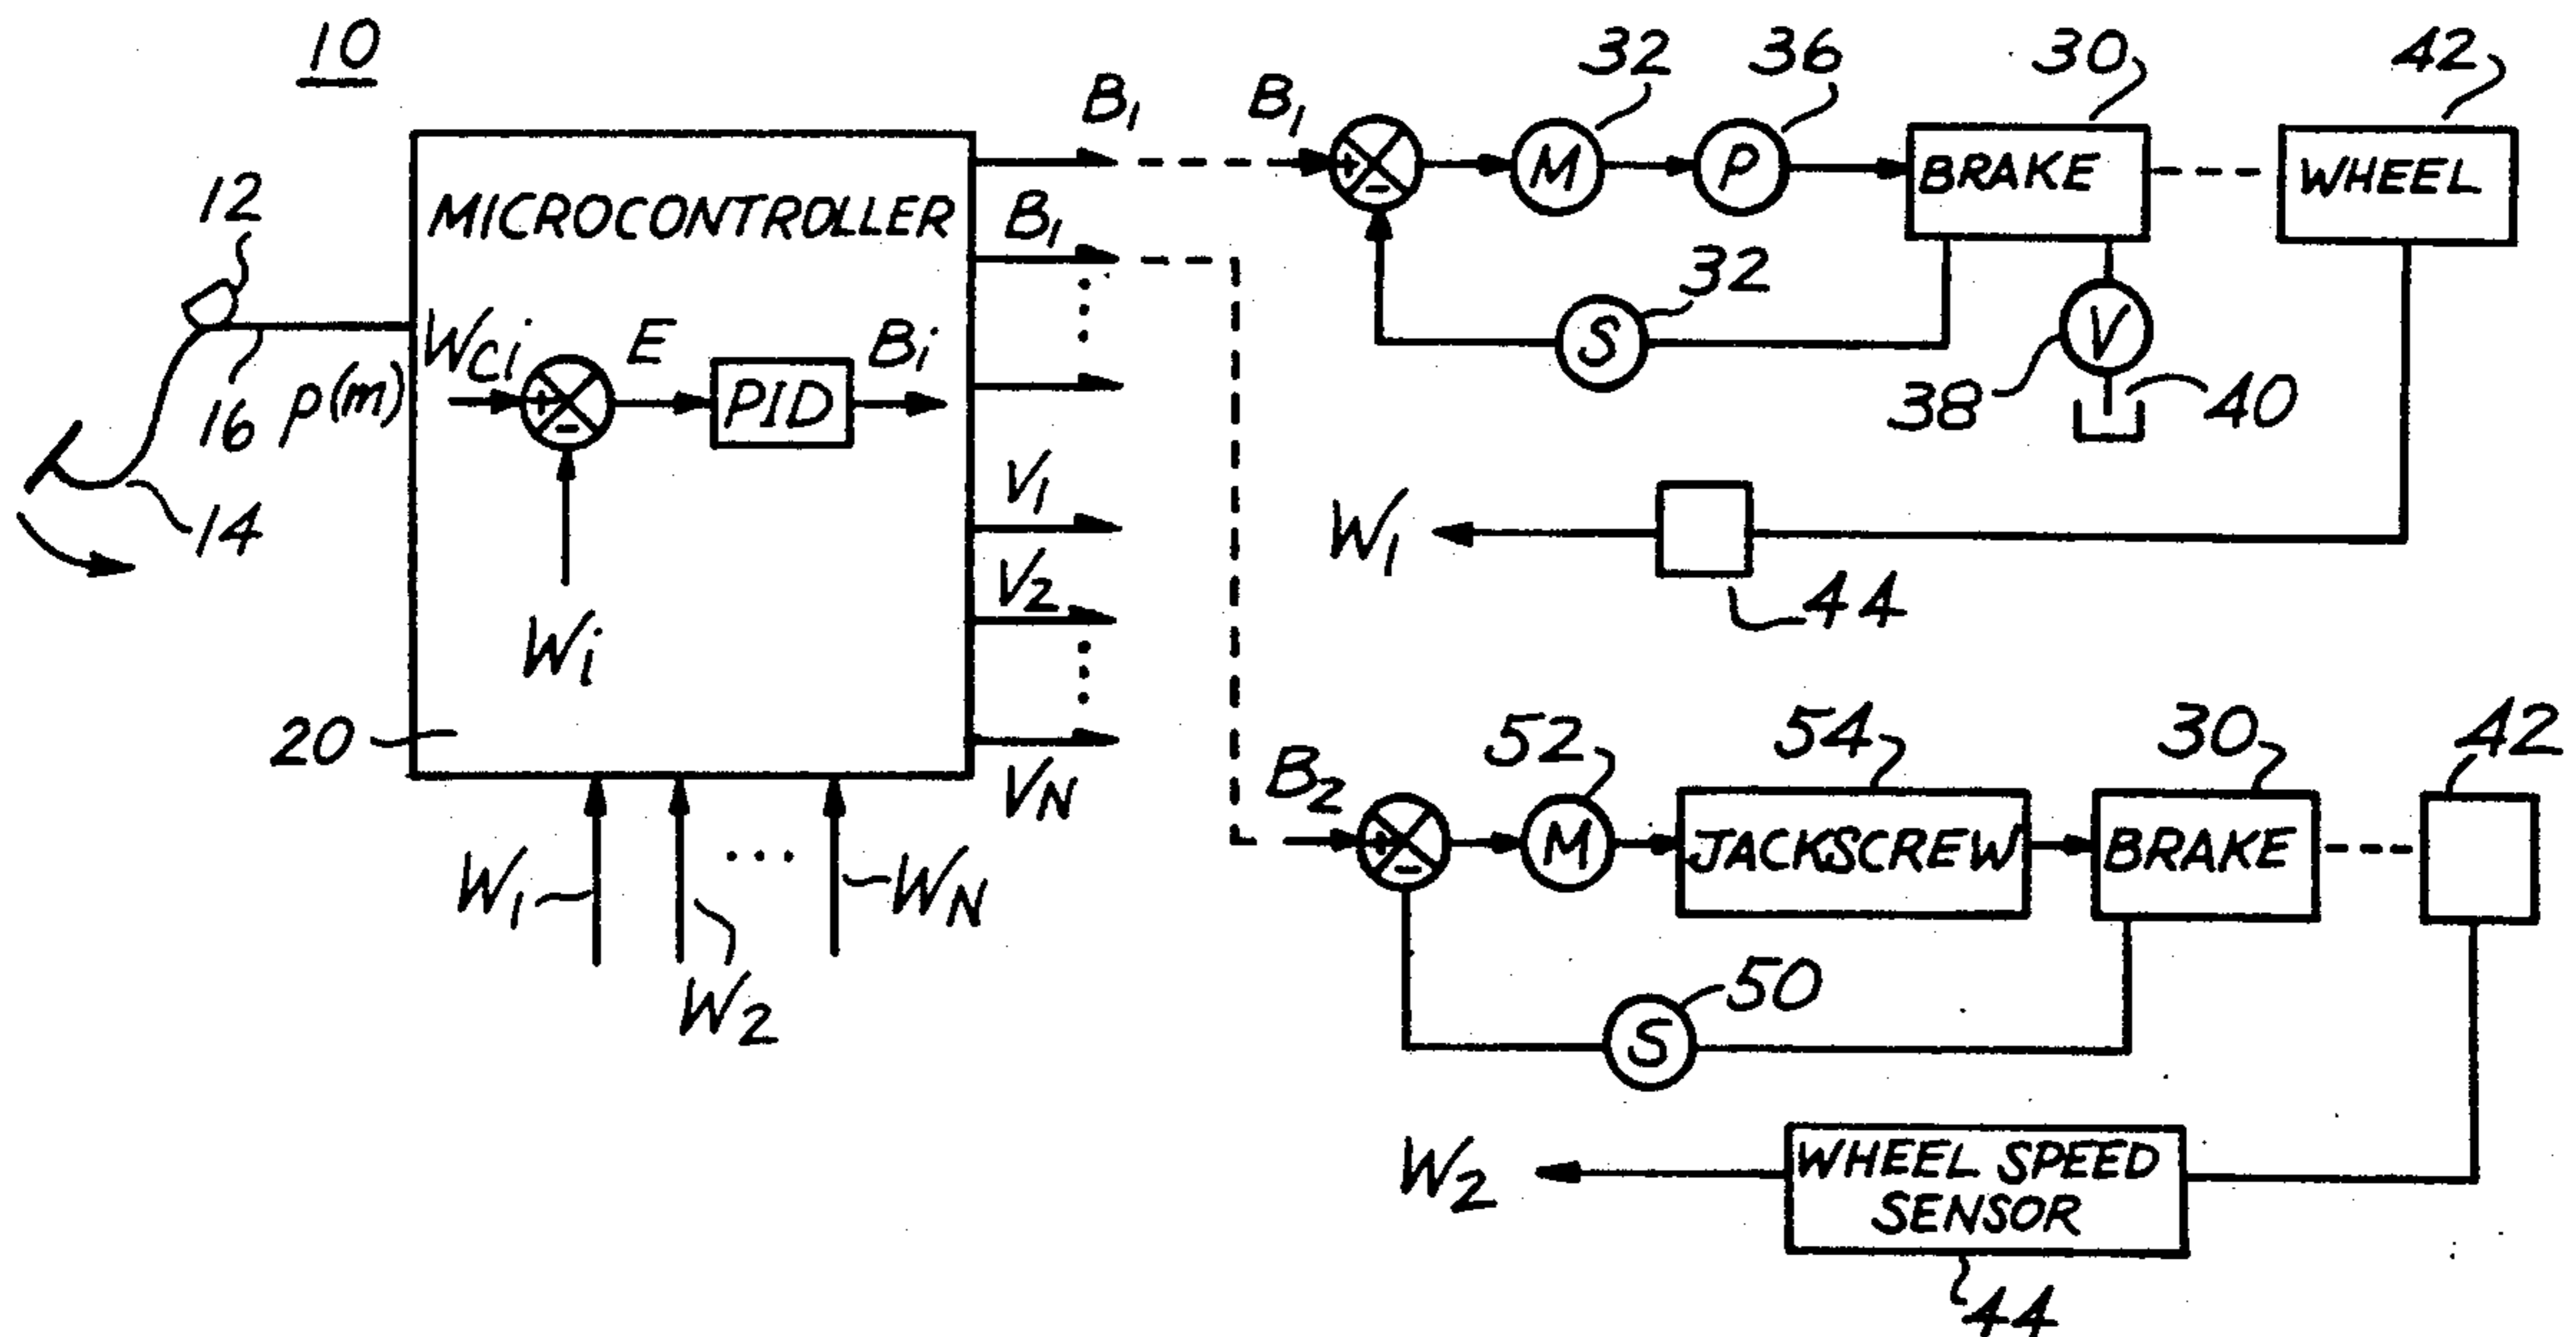 10
B1
B1
32
36
30
42
+
-
M
P
BRAKE
WHEEL
12
MICROCONTROLLER
B1
32
S
V
WCi
E
Bi
+
-
PID
16
p(m)
38
40
14
V1
W1
V2
44
Wi
20
VN
W1
W2
...
WN
B2
52
54
30
42
+
-
M
JACKSCREW
BRAKE
50
S
W2
WHEEL SPEED
SENSOR
44